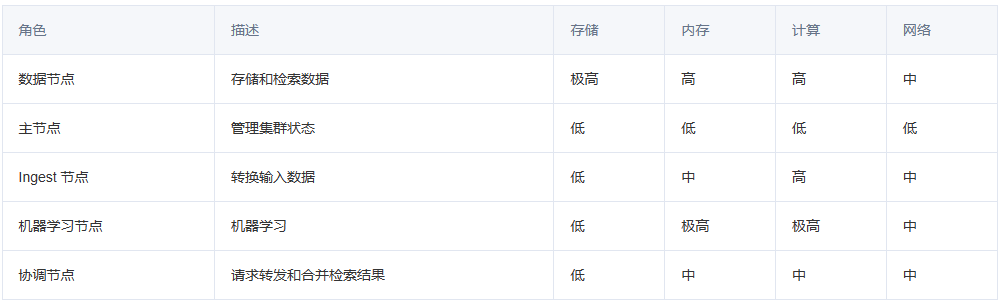 角色 描述 存储 内存 计算 网络
数据节点 存储和检索数据 极高 高 高 中
主节点 管理集群状态 低 低 低 低
Ingest 节点 转换输入数据 低 中 高 中
机器学习节点 机器学习 低 极高 极高 中
协调节点 请求转发和合并检索结果 低 中 中 中